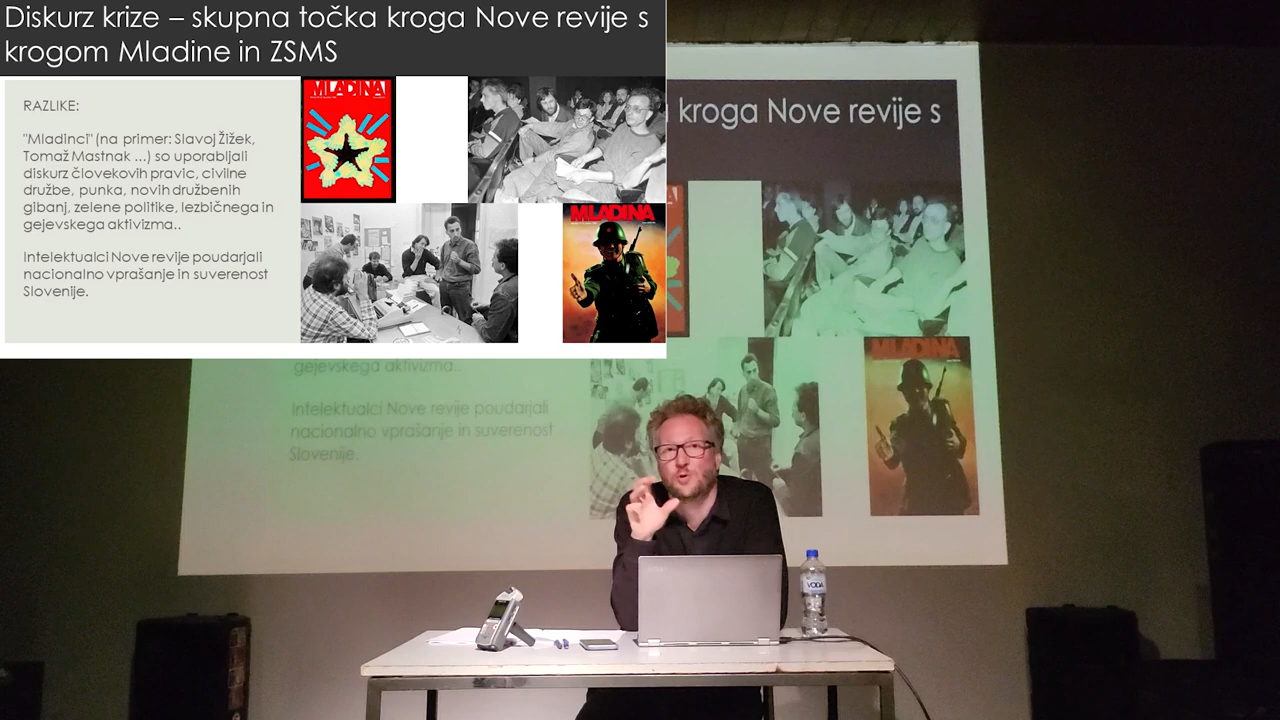 Diskurz krize – skupna točka kroga Nove revije s
krogom Mladine in ZSMS
RAZLIKE:
"Mladinci" (na primer: Slavoj Žižek,
Tomaž Mastnak ...) so uporabljali
diskurz človekovih pravic, civilne
družbe, punka, novih družbenih
gibanj, zelene politike, lezbičnega in
gejevskega aktivizma..
Intelektualci Nove revije poudarjali
nacionalno vprašanje in suverenost
Slovenije.
MLADINA
MLADINA
kroga Nove revije s
MLADINA
gejevskega aktivizma..
Intelektualci Nove revije poudarjali
nacionalno vprašanje in suverenost
Slovenije.
VODA